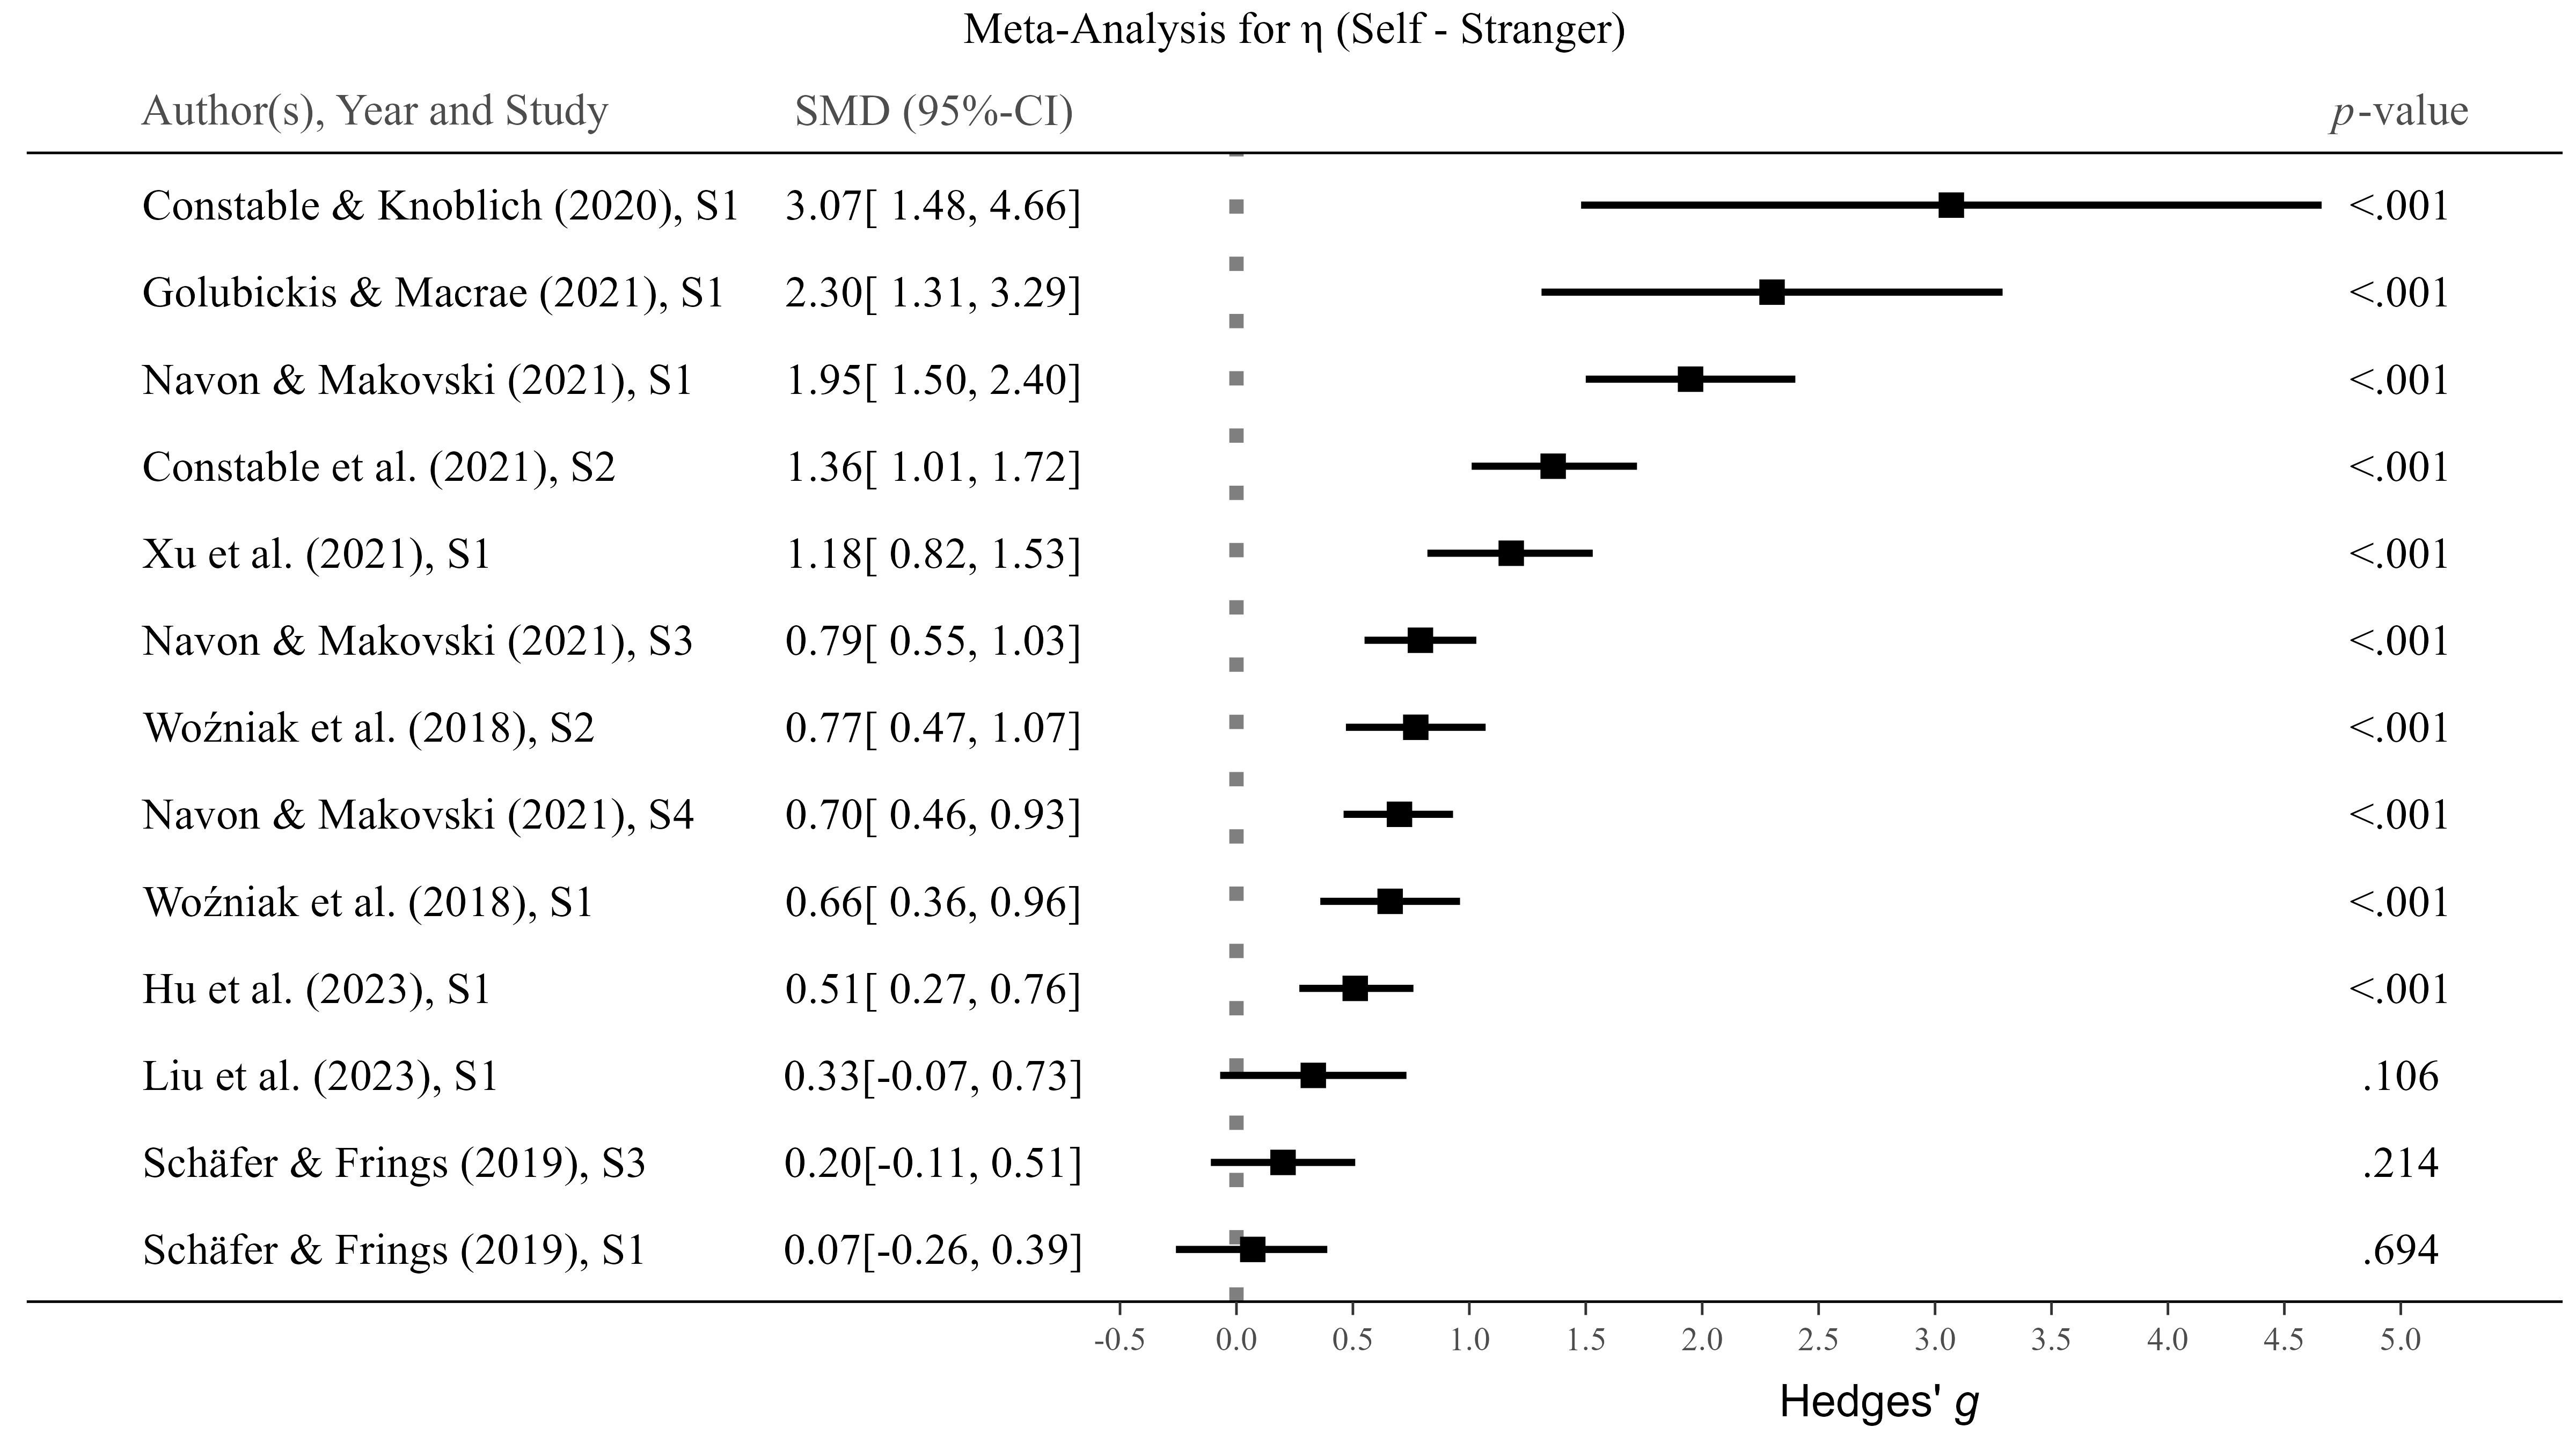 Meta-Analysis for η (Self - Stranger)
Author(s), Year and Study SMD (95%-CI) p-value
Constable & Knoblich (2020), S1 3.07[ 1.48, 4.66] <.001
Golubickis & Macrae (2021), S1 2.30[ 1.31, 3.29] <.001
Navon & Makovski (2021), S1 1.95[ 1.50, 2.40] <.001
Constable et al. (2021), S2 1.36[ 1.01, 1.72] <.001
Xu et al. (2021), S1 1.18[ 0.82, 1.53] <.001
Navon & Makovski (2021), S3 0.79[ 0.55, 1.03] <.001
Woźniak et al. (2018), S2 0.77[ 0.47, 1.07] <.001
Navon & Makovski (2021), S4 0.70[ 0.46, 0.93] <.001
Woźniak et al. (2018), S1 0.66[ 0.36, 0.96] <.001
Hu et al. (2023), S1 0.51[ 0.27, 0.76] <.001
Liu et al. (2023), S1 0.33[-0.07, 0.73] .106
Schäfer & Frings (2019), S3 0.20[-0.11, 0.51] .214
Schäfer & Frings (2019), S1 0.07[-0.26, 0.39] .694
-0.5 0.0 0.5 1.0 1.5 2.0 2.5 3.0 3.5 4.0 4.5 5.0
Hedges' g